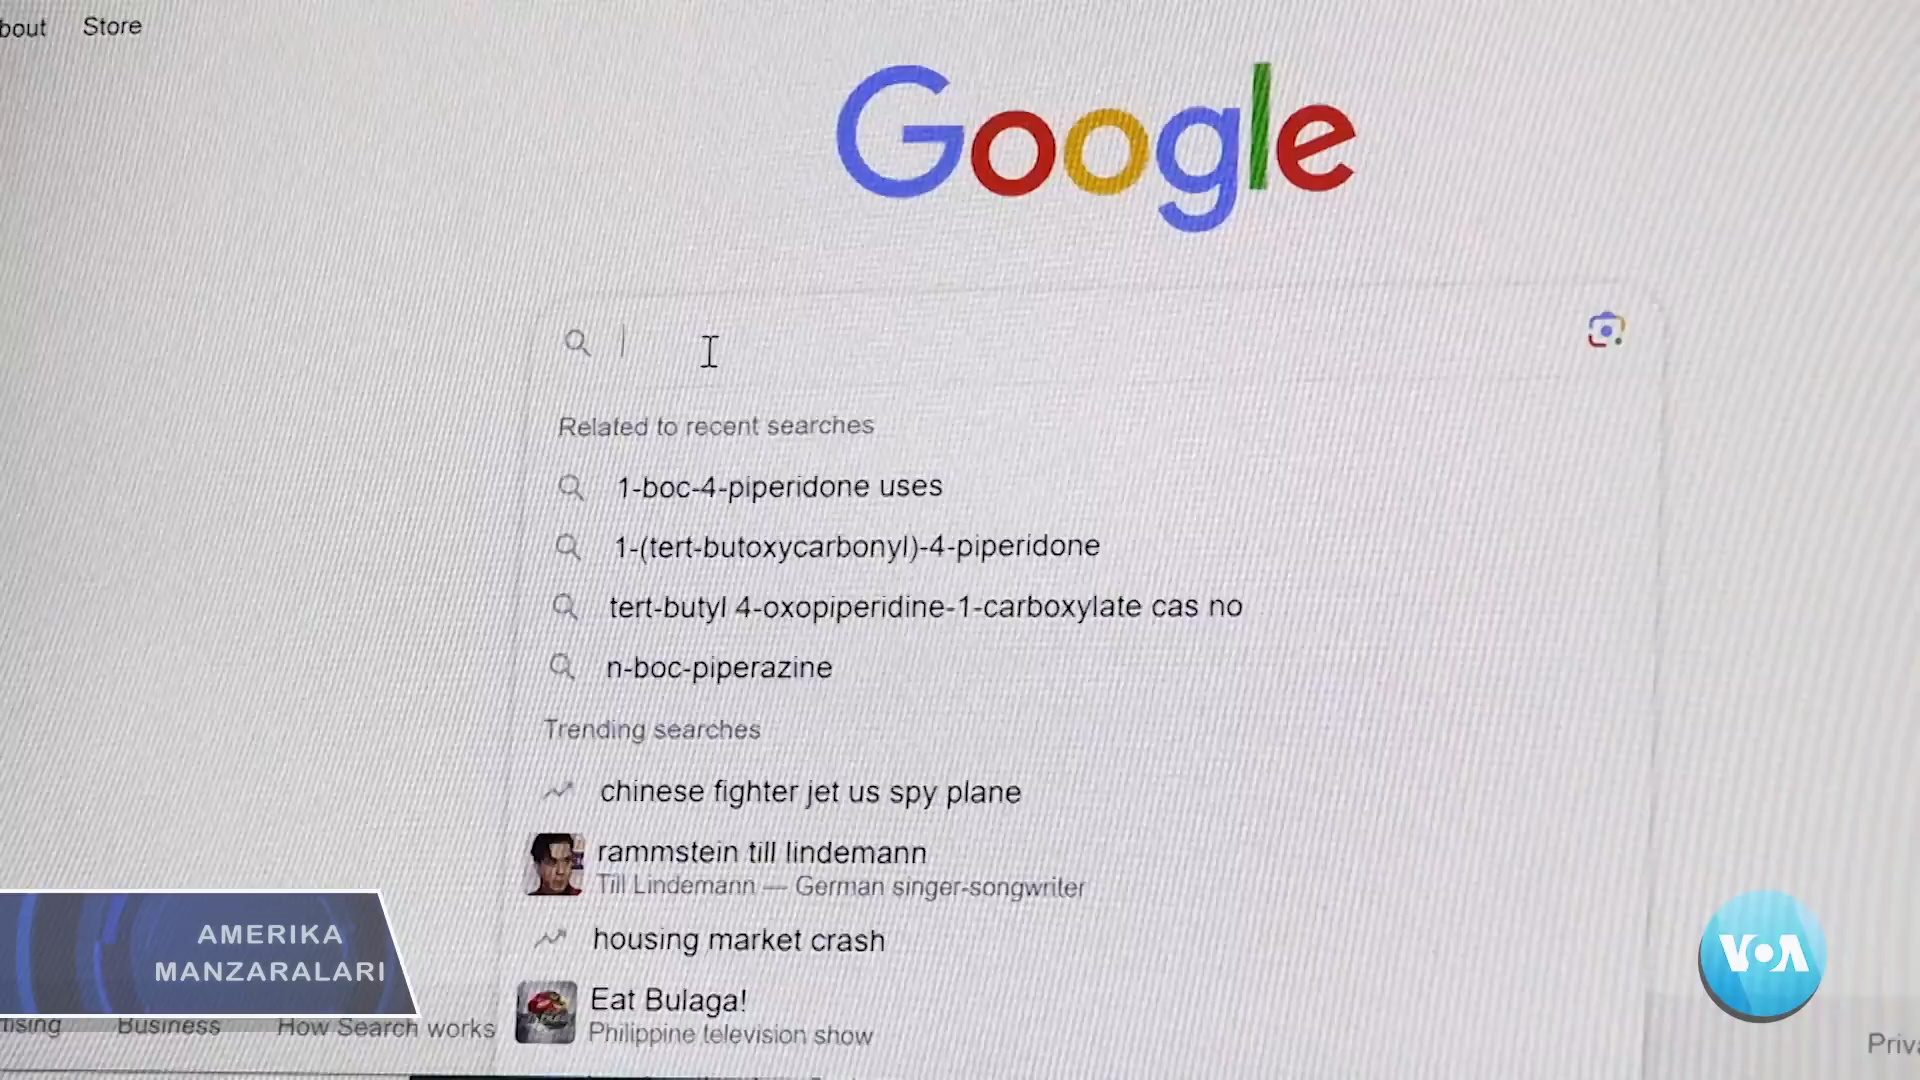 Store
Google
Related to recent searches
1-boc-4-piperidone uses
1-(tert-butoxycarbonyl)-4-piperidone
tert-butyl 4-oxopiperidine-1-carboxylate cas no
n-boc-piperazine
Trending searches
chinese fighter jet us spy plane
rammstein till lindemann
Till Lindemann — German singer-songwriter
housing market crash
Eat Bulaga!
Philippine television show
AMERIKA
MANZARALARI
VOA
Business How Search works